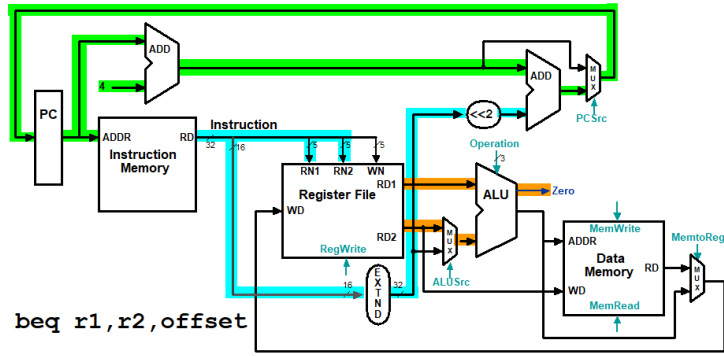 ADD
4
ADD
M
U
X
PCSrc
PC
<<2
ADDR
RD
Instruction
Memory
Instruction
32
16
5
5
5
RN1
RN2
WN
Register File
WD
RD1
RD2
RegWrite
Operation
3
ALU
Zero
M
U
X
ALUSrc
16
E
X
T
N
D
32
MemWrite
ADDR
Data
Memory
RD
WD
MemRead
MemtoReg
M
U
X
beq r1,r2,offset